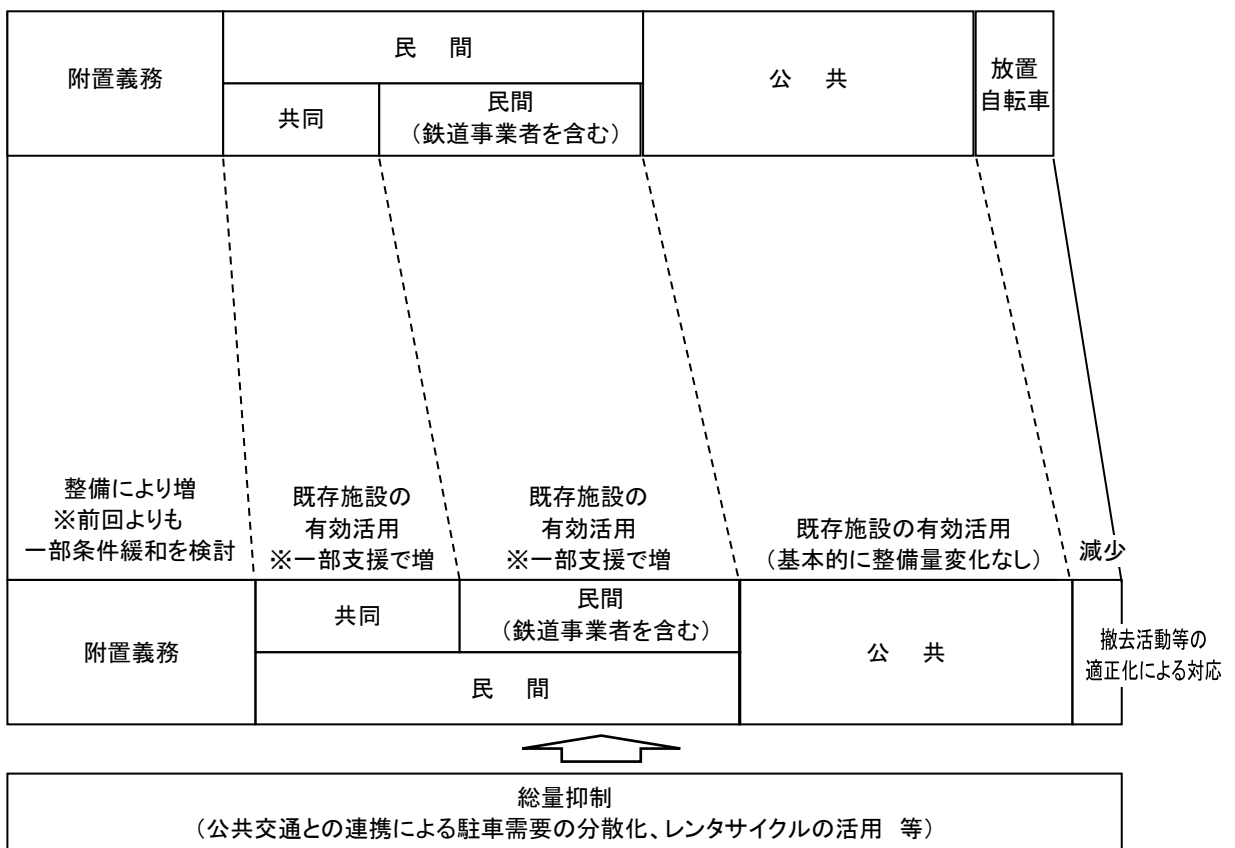 附置義務
民　間
共同
民間
（鉄道事業者を含む）
公　共
放置
自転車
整備により増
※前回よりも
一部条件緩和を検討
既存施設の
有効活用
※一部支援で増
既存施設の
有効活用
※一部支援で増
既存施設の有効活用
（基本的に整備量変化なし）
減少
附置義務
共同
民間
（鉄道事業者を含む）
民　間
公　共
撤去活動等の
適正化による対応
総量抑制
（公共交通との連携による駐車需要の分散化、レンタサイクルの活用　等）